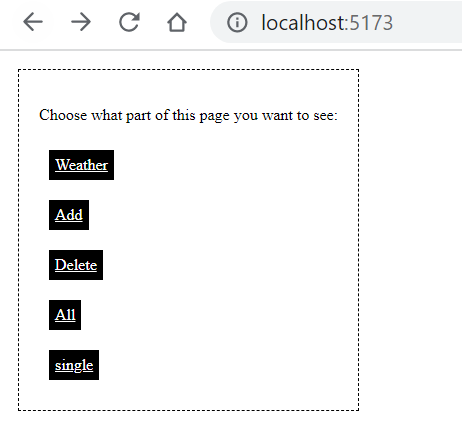 localhost:5173
Choose what part of this page you want to see:
Weather
Add
Delete
All
single